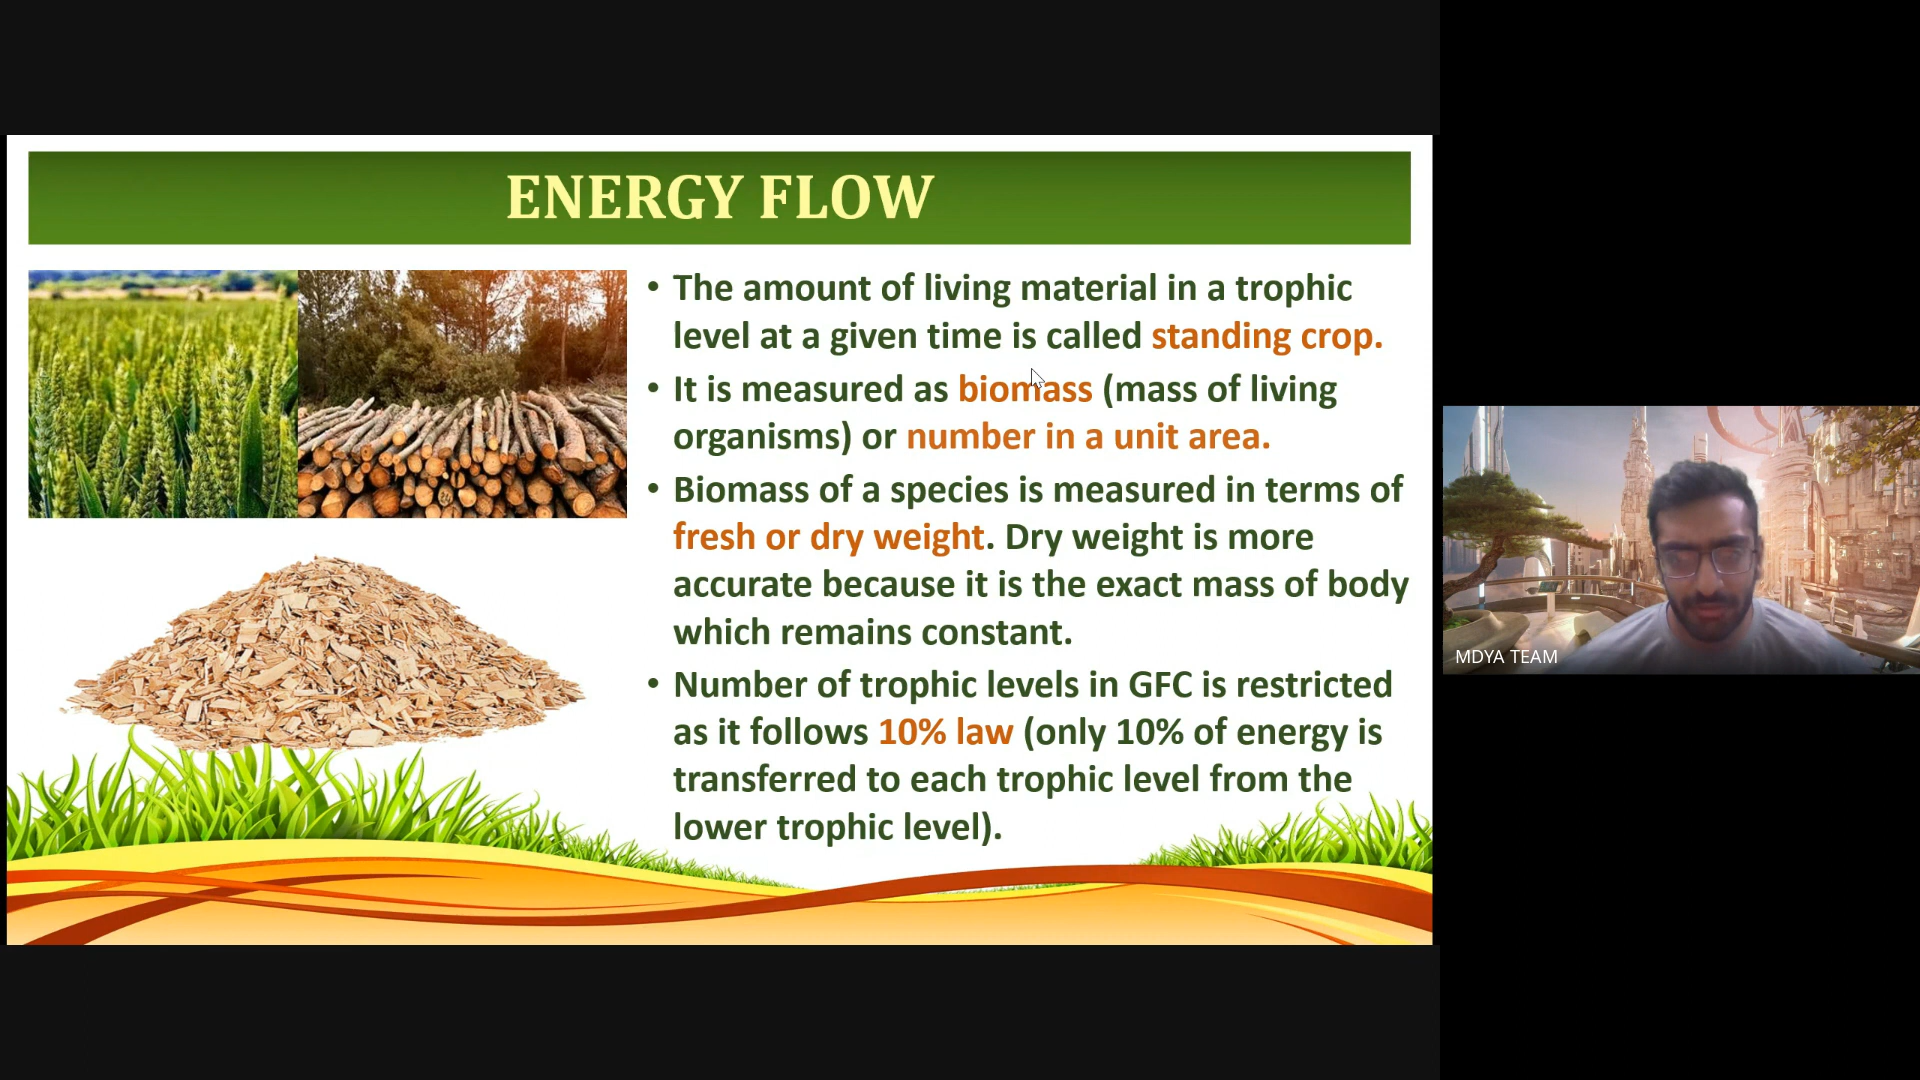 ENERGY FLOW
• The amount of living material in a trophic
level at a given time is called standing crop.
• It is measured as biomass (mass of living
organisms) or number in a unit area.
• Biomass of a species is measured in terms of
fresh or dry weight. Dry weight is more
accurate because it is the exact mass of body
which remains constant.
• Number of trophic levels in GFC is restricted
as it follows 10% law (only 10% of energy is
transferred to each trophic level from the
lower trophic level).
MDYA TEAM